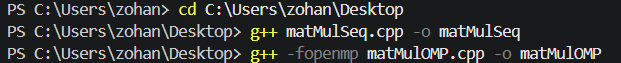 PS C:\Users\zohan> cd C:\Users\zohan\Desktop
PS C:\Users\zohan\Desktop> g++ matMulSeq.cpp -o matMulSeq
PS C:\Users\zohan\Desktop> g++ -fopenmp matMulOMP.cpp -o matMulOMP